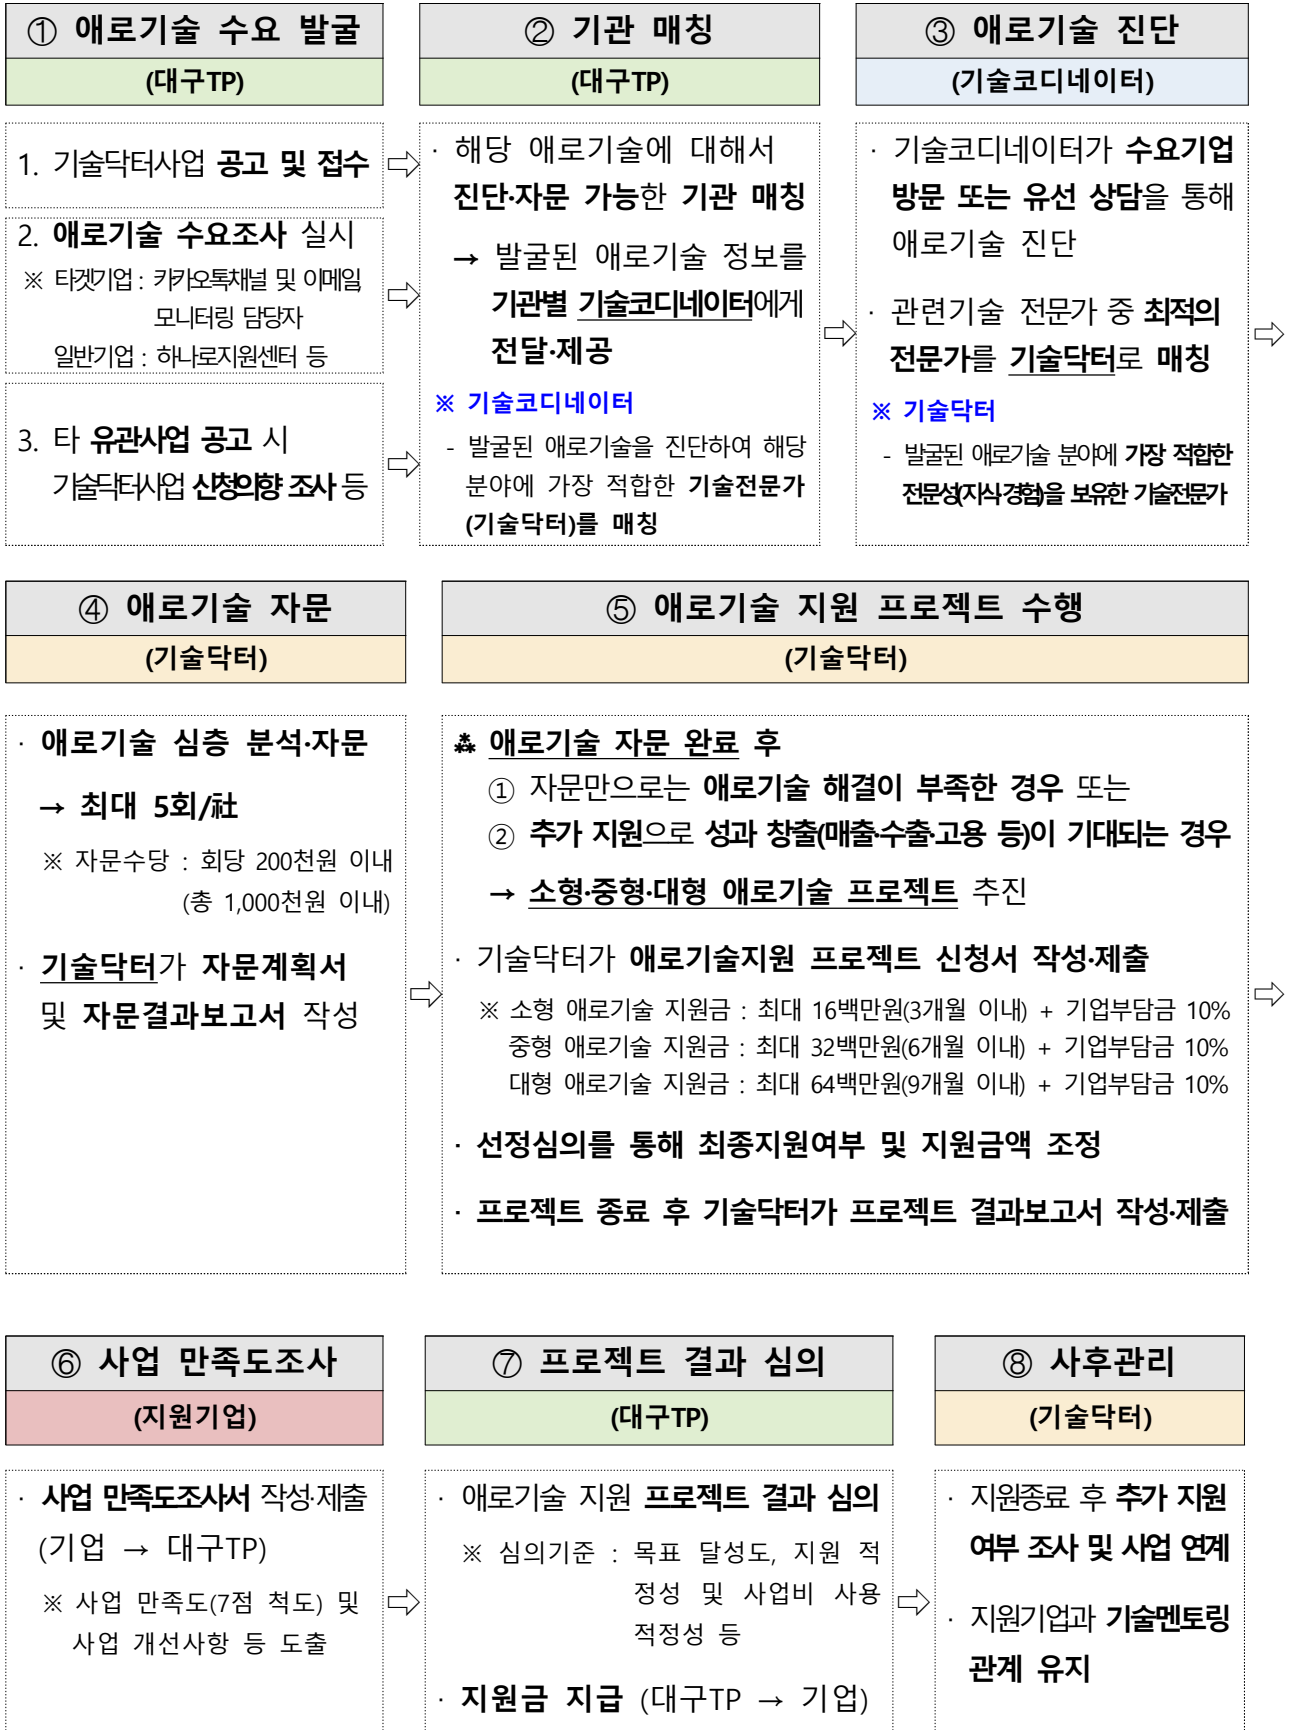 ① 애로기술 수요 발굴
(대구TP)
1. 기술닥터사업 공고 및 접수
2. 애로기술 수요조사 실시
※ 타겟기업 : 카카오톡채널 및 이메일,
모니터링 담당자
일반기업 : 하나로지원센터 등
3. 타 유관사업 공고 시
기술닥터사업 신청의향 조사 등
⇨
⇨
⇨
② 기관 매칭
(대구TP)
· 해당 애로기술에 대해서
진단·자문 가능한 기관 매칭
→ 발굴된 애로기술 정보를
기관별 기술코디네이터에게
전달·제공
※ 기술코디네이터
- 발굴된 애로기술을 진단하여 해당
분야에 가장 적합한 기술전문가
(기술닥터)를 매칭
⇨
③ 애로기술 진단
(기술코디네이터)
· 기술코디네이터가 수요기업
방문 또는 유선 상담을 통해
애로기술 진단
· 관련기술 전문가 중 최적의
전문가를 기술닥터로 매칭
※ 기술닥터
- 발굴된 애로기술 분야에 가장 적합한
전문성(지식·경험)을 보유한 기술전문가
⇨
④ 애로기술 자문
(기술닥터)
· 애로기술 심층 분석·자문
→ 최대 5회/社
※ 자문수당 : 회당 200천원 이내
(총 1,000천원 이내)
· 기술닥터가 자문계획서
및 자문결과보고서 작성
⇨
⑤ 애로기술 지원 프로젝트 수행
(기술닥터)
⁂ 애로기술 자문 완료 후
① 자문만으로는 애로기술 해결이 부족한 경우 또는
② 추가 지원으로 성과 창출(매출·수출·고용 등)이 기대되는 경우
→ 소형·중형·대형 애로기술 프로젝트 추진
· 기술닥터가 애로기술지원 프로젝트 신청서 작성·제출
※ 소형 애로기술 지원금 : 최대 16백만원(3개월 이내) + 기업부담금 10%
중형 애로기술 지원금 : 최대 32백만원(6개월 이내) + 기업부담금 10%
대형 애로기술 지원금 : 최대 64백만원(9개월 이내) + 기업부담금 10%
· 선정심의를 통해 최종지원여부 및 지원금액 조정
· 프로젝트 종료 후 기술닥터가 프로젝트 결과보고서 작성·제출
⇨
⑥ 사업 만족도조사
(지원기업)
· 사업 만족도조사서 작성·제출
(기업 → 대구TP)
※ 사업 만족도(7점 척도) 및
사업 개선사항 등 도출
⇨
⑦ 프로젝트 결과 심의
(대구TP)
· 애로기술 지원 프로젝트 결과 심의
※ 심의기준 : 목표 달성도, 지원 적
정성 및 사업비 사용
적정성 등
· 지원금 지급 (대구TP → 기업)
⇨
⑧ 사후관리
(기술닥터)
· 지원종료 후 추가 지원
여부 조사 및 사업 연계
· 지원기업과 기술멘토링
관계 유지